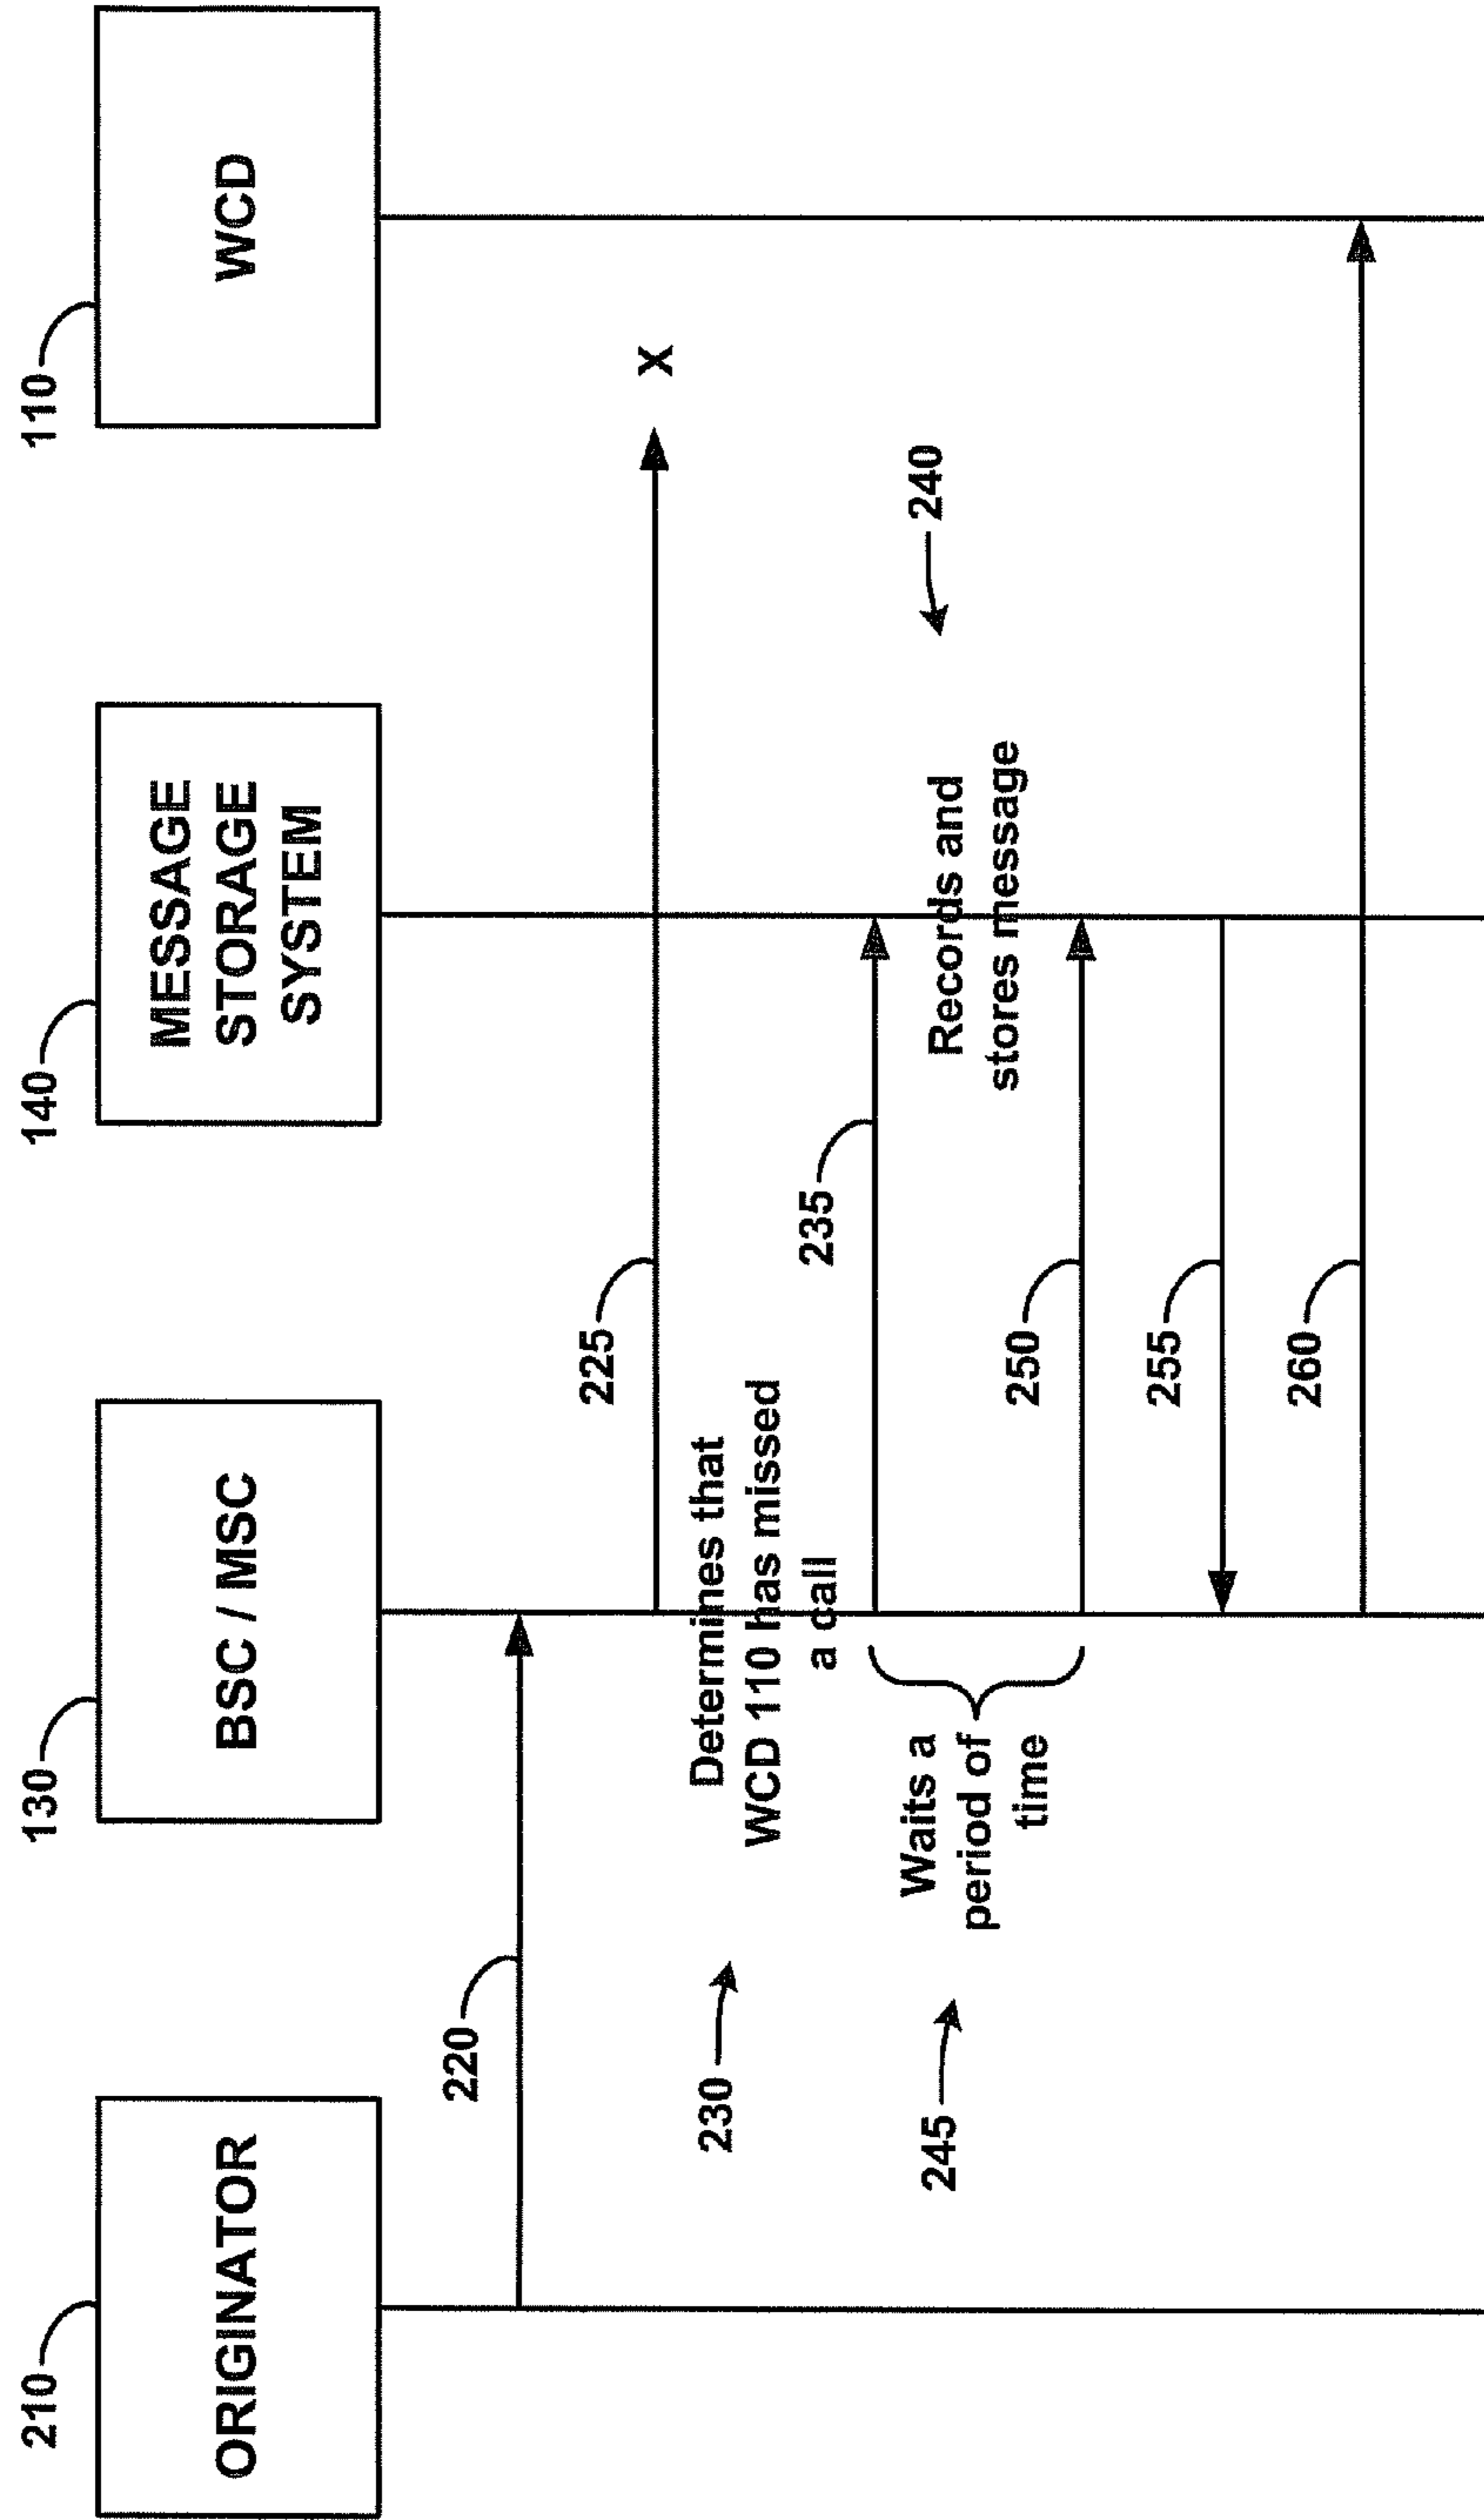 210
ORIGINATOR
130
BSC / MSC
140
MESSAGE
STORAGE
SYSTEM
110
WCD
220
225
X
230
Determines that
WCD 110 has missed
a call
235
240
Records and
stores message
245
Waits a
period of
time
250
255
260